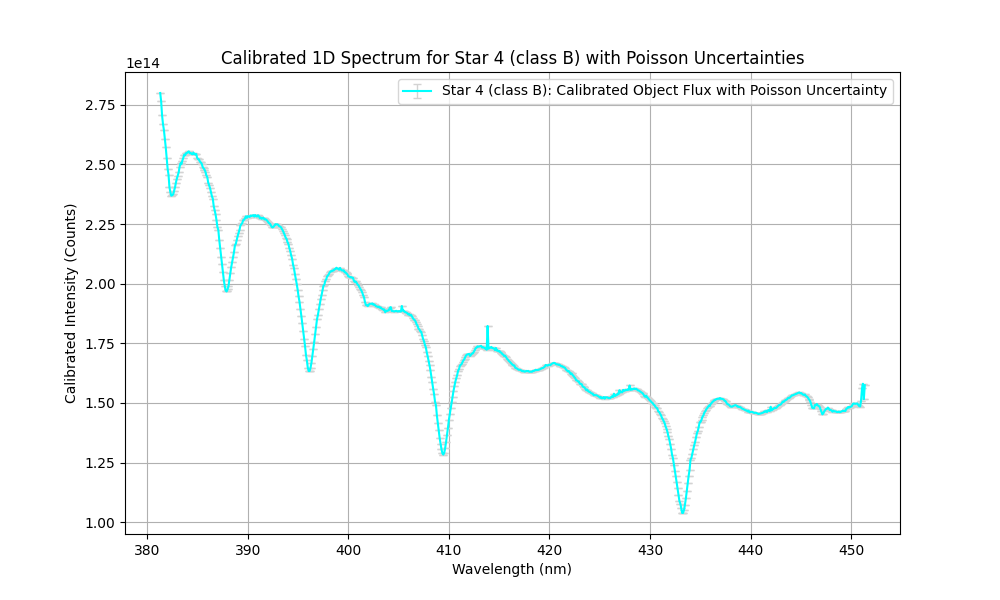 Calibrated 1D Spectrum for Star 4 (class B) with Poisson Uncertainties
1e14
Star 4 (class B): Calibrated Object Flux with Poisson Uncertainty
Calibrated Intensity (Counts)
2.75
2.50
2.25
2.00
1.75
1.50
1.25
1.00
380 390 400 410 420 430 440 450
Wavelength (nm)